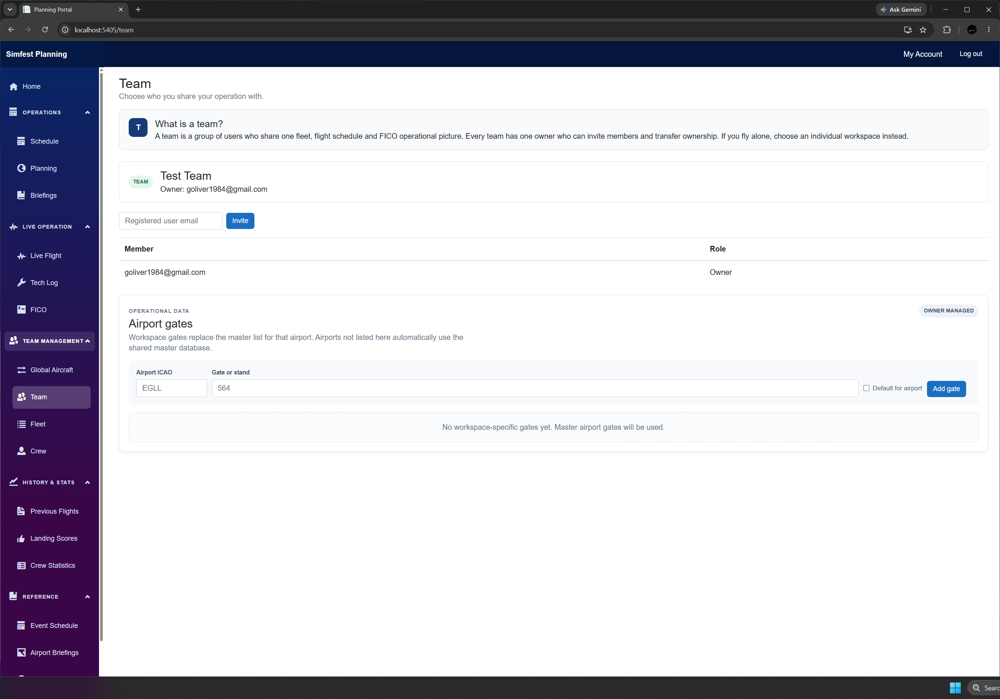 Planning Portal
Ask Gemini
localhost:5405/team
Simfest Planning
My Account
Log out
Home
OPERATIONS
Schedule
Planning
Briefings
LIVE OPERATION
Live Flight
Tech Log
FICO
TEAM MANAGEMENT
Global Aircraft
Team
Fleet
Crew
HISTORY & STATS
Previous Flights
Landing Scores
Crew Statistics
REFERENCE
Event Schedule
Airport Briefings
Team
Choose who you share your operation with.
T
What is a team?
A team is a group of users who share one fleet, flight schedule and FICO operational picture. Every team has one owner who can invite members and transfer ownership. If you fly alone, choose an individual workspace instead.
TEAM
Test Team
Owner: goliver1984@gmail.com
Registered user email
Invite
Member
Role
goliver1984@gmail.com
Owner
OPERATIONAL DATA
OWNER MANAGED
Airport gates
Workspace gates replace the master list for that airport. Airports not listed here automatically use the
shared master database.
Airport ICAO
Gate or stand
EGLL
564
Default for airport
Add gate
No workspace-specific gates yet. Master airport gates will be used.
Searc